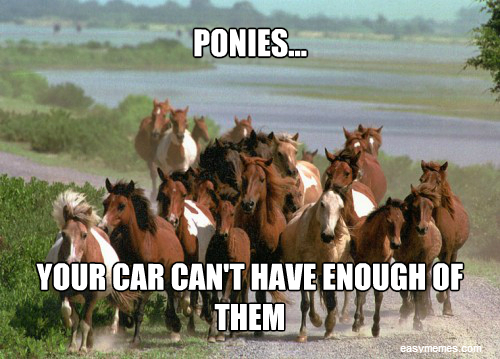 PONIES...
YOUR CAR CAN'T HAVE ENOUGH OF
THEM
easymemes.com